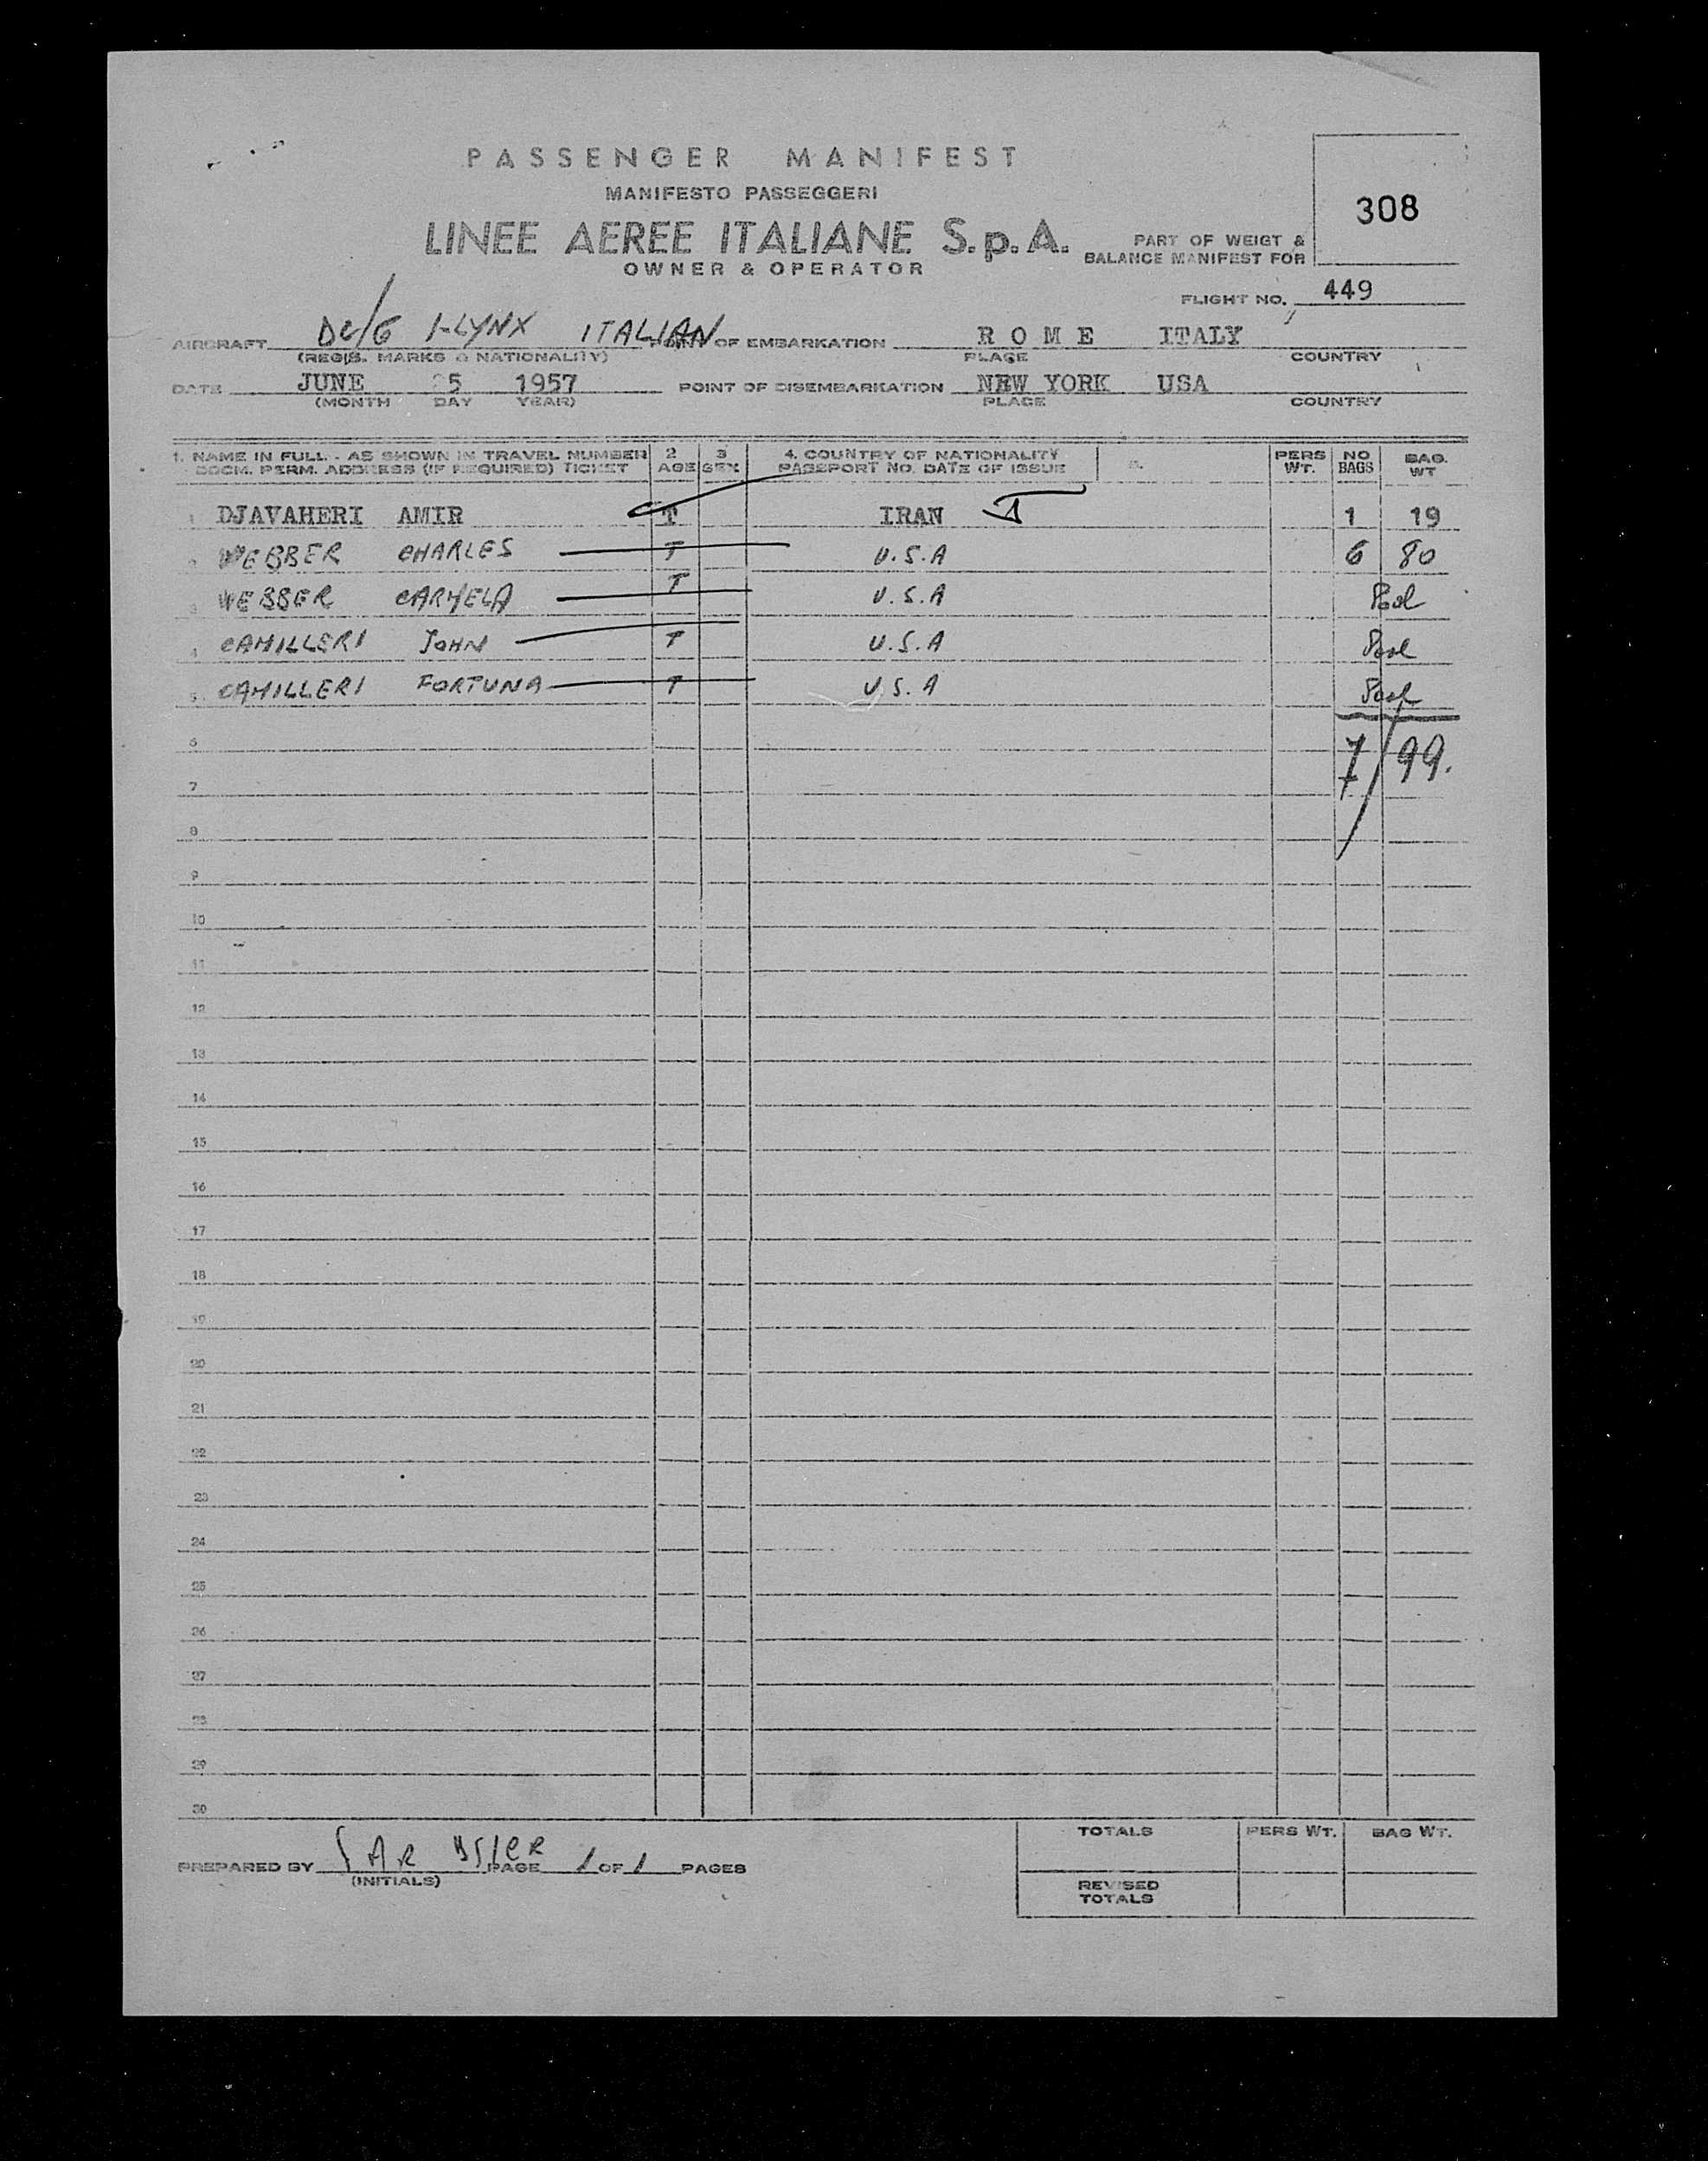 PASSENGER MANIFEST
MANIFESTO PASSEGGERI
LINEE AEREE ITALIANE S.p.A.
OWNER & OPERATOR
PART OF WEIGT &
BALANCE MANIFEST FOR
308
FLIGHT NO. 449
AIRCRAFT DC/6 I-LYNX ITALIAN POINT OF EMBARKATION ROME ITALY
(REGIS. MARKS & NATIONALITY) PLACE COUNTRY
DATE JUNE 5 1957 POINT OF DISEMBARKATION NEW YORK USA
(MONTH DAY YEAR) PLACE COUNTRY
1. NAME IN FULL - AS SHOWN IN TRAVEL NUMBER 2 3 4. COUNTRY OF NATIONALITY 5. PERS NO BAG.
DOCM. PERM. ADDRESS (IF REQUIRED) TICKET AGE SEX PASSPORT NO. DATE OF ISSUE WT. BAGS WT
1 DJAVAHERI AMIR T IRAN 1 19
2 WEBBER CHARLES T U.S.A 6 80
3 WEBBER CARMELA T U.S.A Pool
4 CAMILLERI JOHN T U.S.A Pool
5 CAMILLERI FORTUNA T U.S.A Pool
6
7/99.
7
8
9
10
11
12
13
14
15
16
17
18
19
20
21
22
23
24
25
26
27
28
29
30
TOTALS PERS WT. BAG WT.
PREPARED BY PAGE 1 OF 1 PAGES
(INITIALS)
REVISED
TOTALS